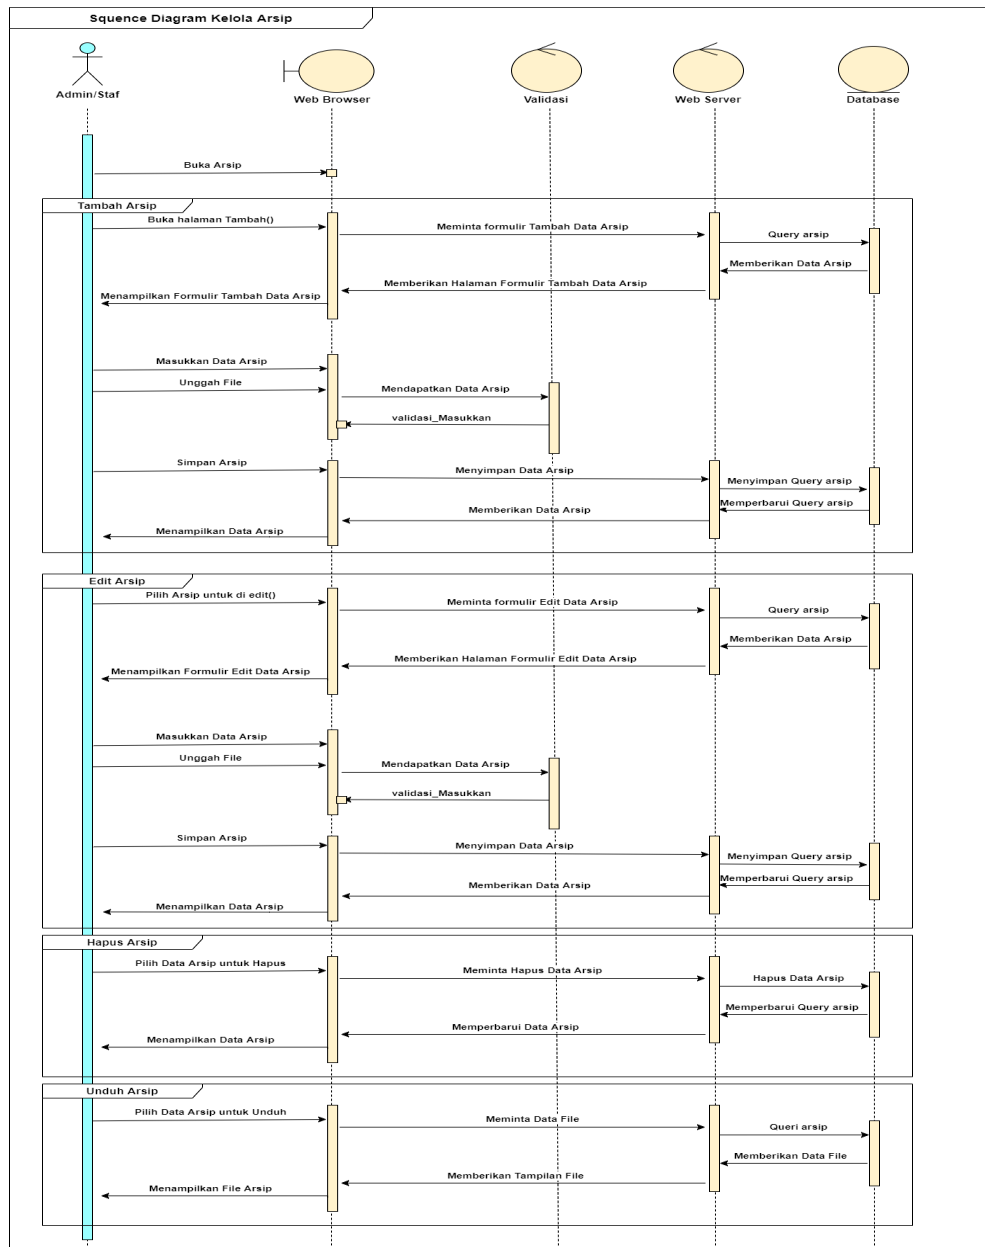 Squence Diagram Kelola Arsip
Admin/Staf
Web Browser
Validasi
Web Server
Database
Buka Arsip
Tambah Arsip
Buka halaman Tambah()
Meminta formulir Tambah Data Arsip
Query arsip
Memberikan Data Arsip
Memberikan Halaman Formulir Tambah Data Arsip
Menampilkan Formulir Tambah Data Arsip
Masukkan Data Arsip
Unggah File
Mendapatkan Data Arsip
validasi_Masukkan
Simpan Arsip
Menyimpan Data Arsip
Menyimpan Query arsip
Memperbarui Query arsip
Memberikan Data Arsip
Menampilkan Data Arsip
Edit Arsip
Pilih Arsip untuk di edit()
Meminta formulir Edit Data Arsip
Query arsip
Memberikan Data Arsip
Memberikan Halaman Formulir Edit Data Arsip
Menampilkan Formulir Edit Data Arsip
Masukkan Data Arsip
Unggah File
Mendapatkan Data Arsip
validasi_Masukkan
Simpan Arsip
Menyimpan Data Arsip
Menyimpan Query arsip
Memperbarui Query arsip
Memberikan Data Arsip
Menampilkan Data Arsip
Hapus Arsip
Pilih Data Arsip untuk Hapus
Meminta Hapus Data Arsip
Hapus Data Arsip
Memperbarui Query arsip
Memperbarui Data Arsip
Menampilkan Data Arsip
Unduh Arsip
Pilih Data Arsip untuk Unduh
Meminta Data File
Queri arsip
Memberikan Data File
Memberikan Tampilan File
Menampilkan File Arsip